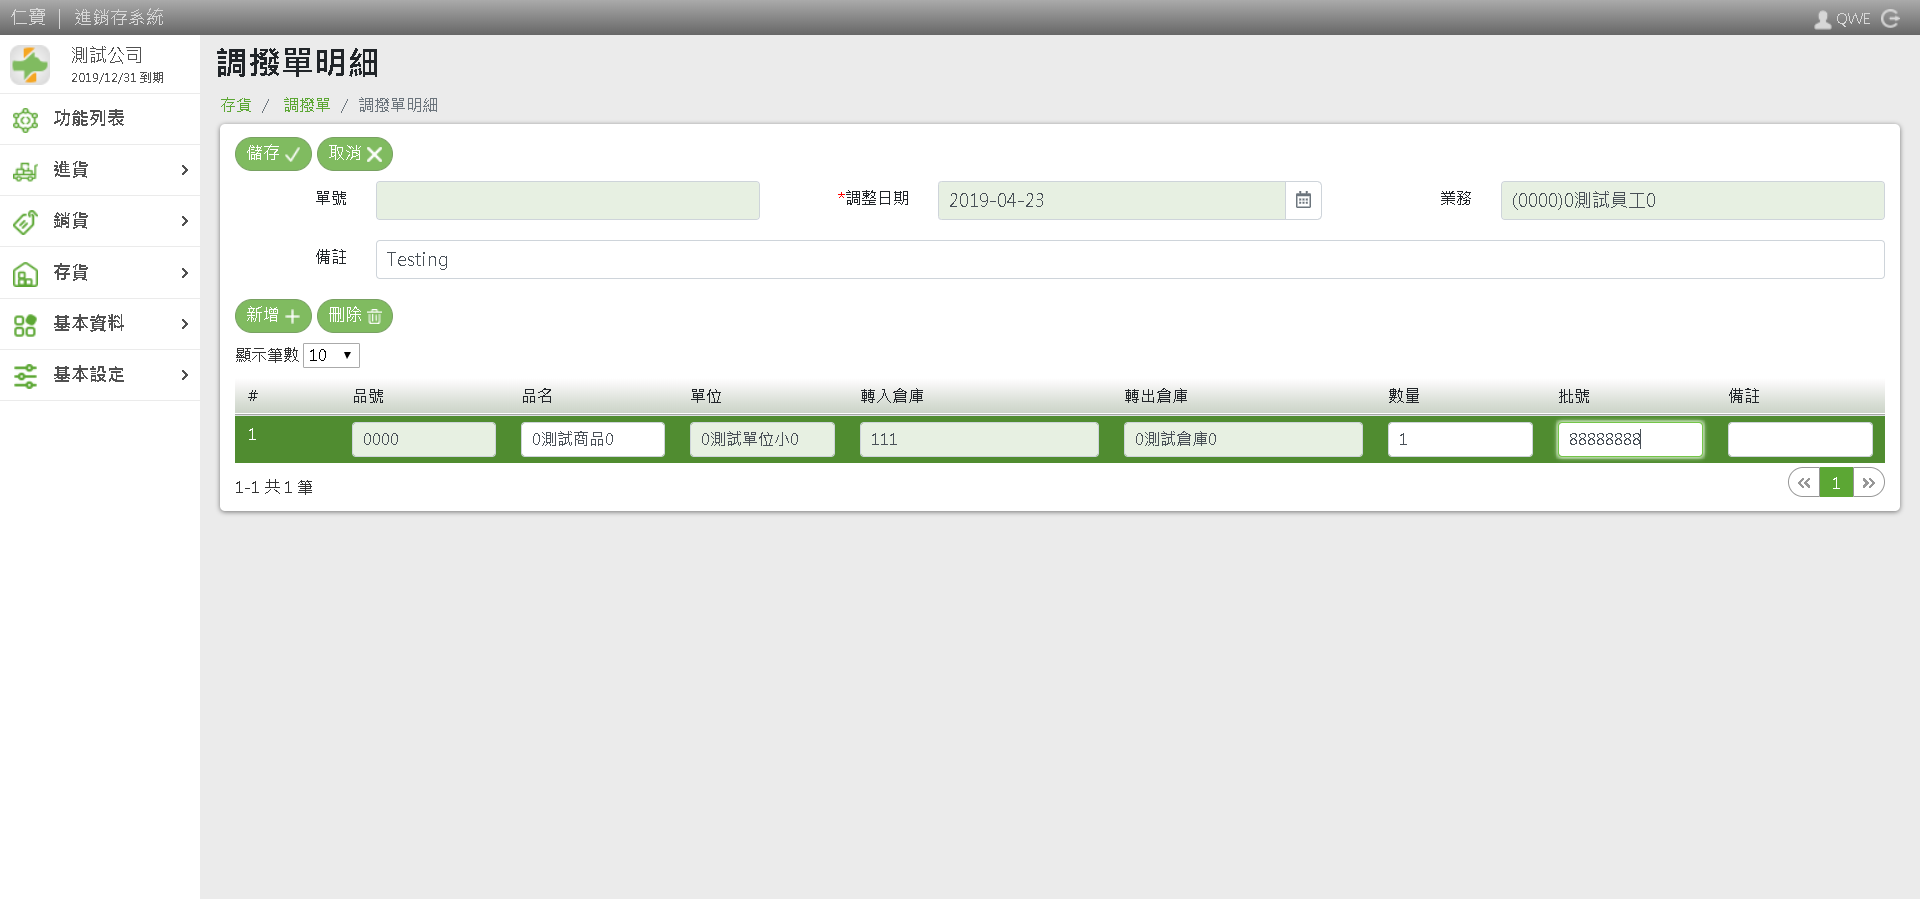 仁寶 | 進銷存系統
QWE
測試公司
2019/12/31 到期
功能列表
進貨
銷貨
存貨
基本資料
基本設定
調撥單明細
存貨 / 調撥單 / 調撥單明細
儲存
取消
單號
*調整日期 2019-04-23
業務 (0000)0測試員工0
備註 Testing
新增
刪除
顯示筆數 10
# 品號 品名 單位 轉入倉庫 轉出倉庫 數量 批號 備註
1 0000 0測試商品0 0測試單位小0 111 0測試倉庫0 1 88888888
1-1 共 1 筆
« 1 »